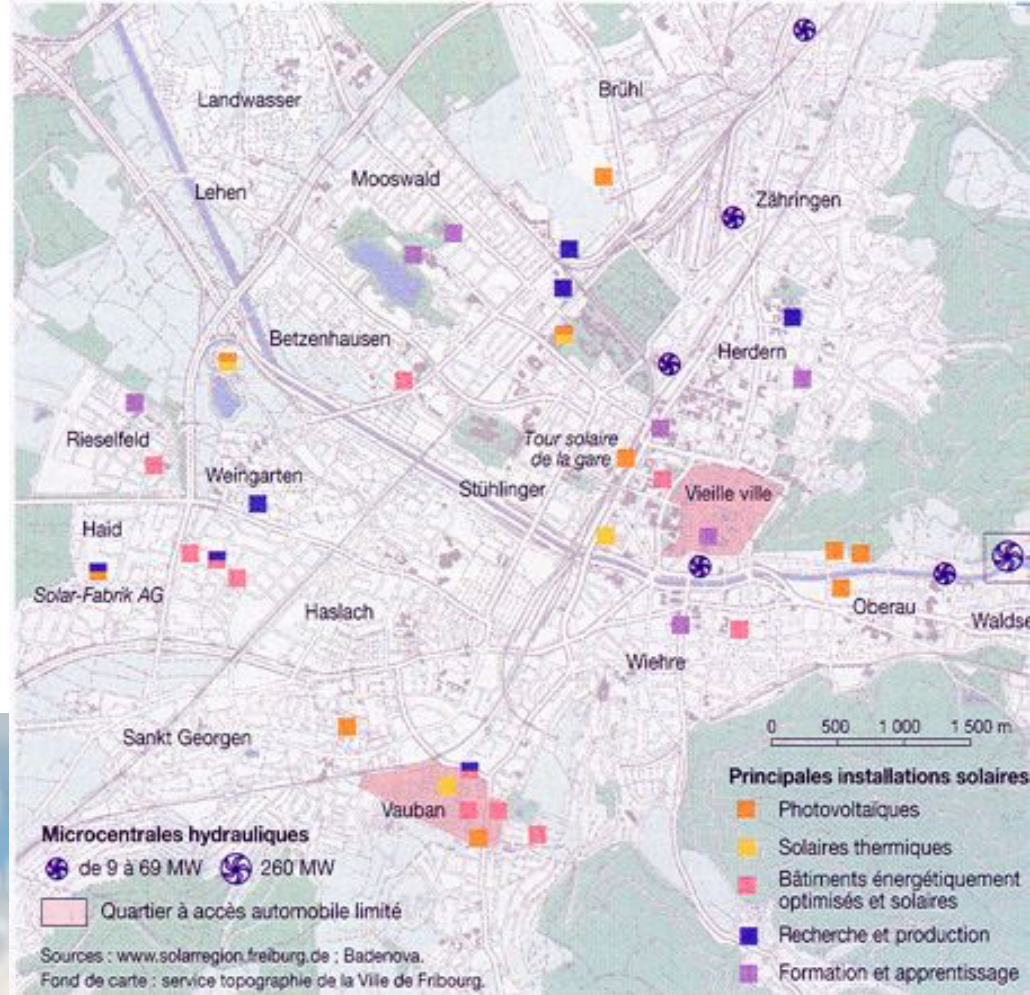 Brühl
Landwasser
Mooswald
Lehen
Zähringen
Betzenhausen
Herdern
Rieselfeld
Tour solaire
de la gare
Weingarten
Stühlinger
Vieille ville
Haid
Solar-Fabrik AG
Haslach
Oberau
Waldse
Wiehre
Sankt Georgen
Vauban
0 500 1 000 1 500 m
Principales installations solaires
Photovoltaïques
Solaires thermiques
Bâtiments énergétiquement
optimisés et solaires
Recherche et production
Formation et apprentissage
Microcentrales hydrauliques
de 9 à 69 MW 260 MW
Quartier à accès automobile limité
Sources : www.solarregion.freiburg.de ; Badenova.
Fond de carte : service topographie de la Ville de Fribourg.